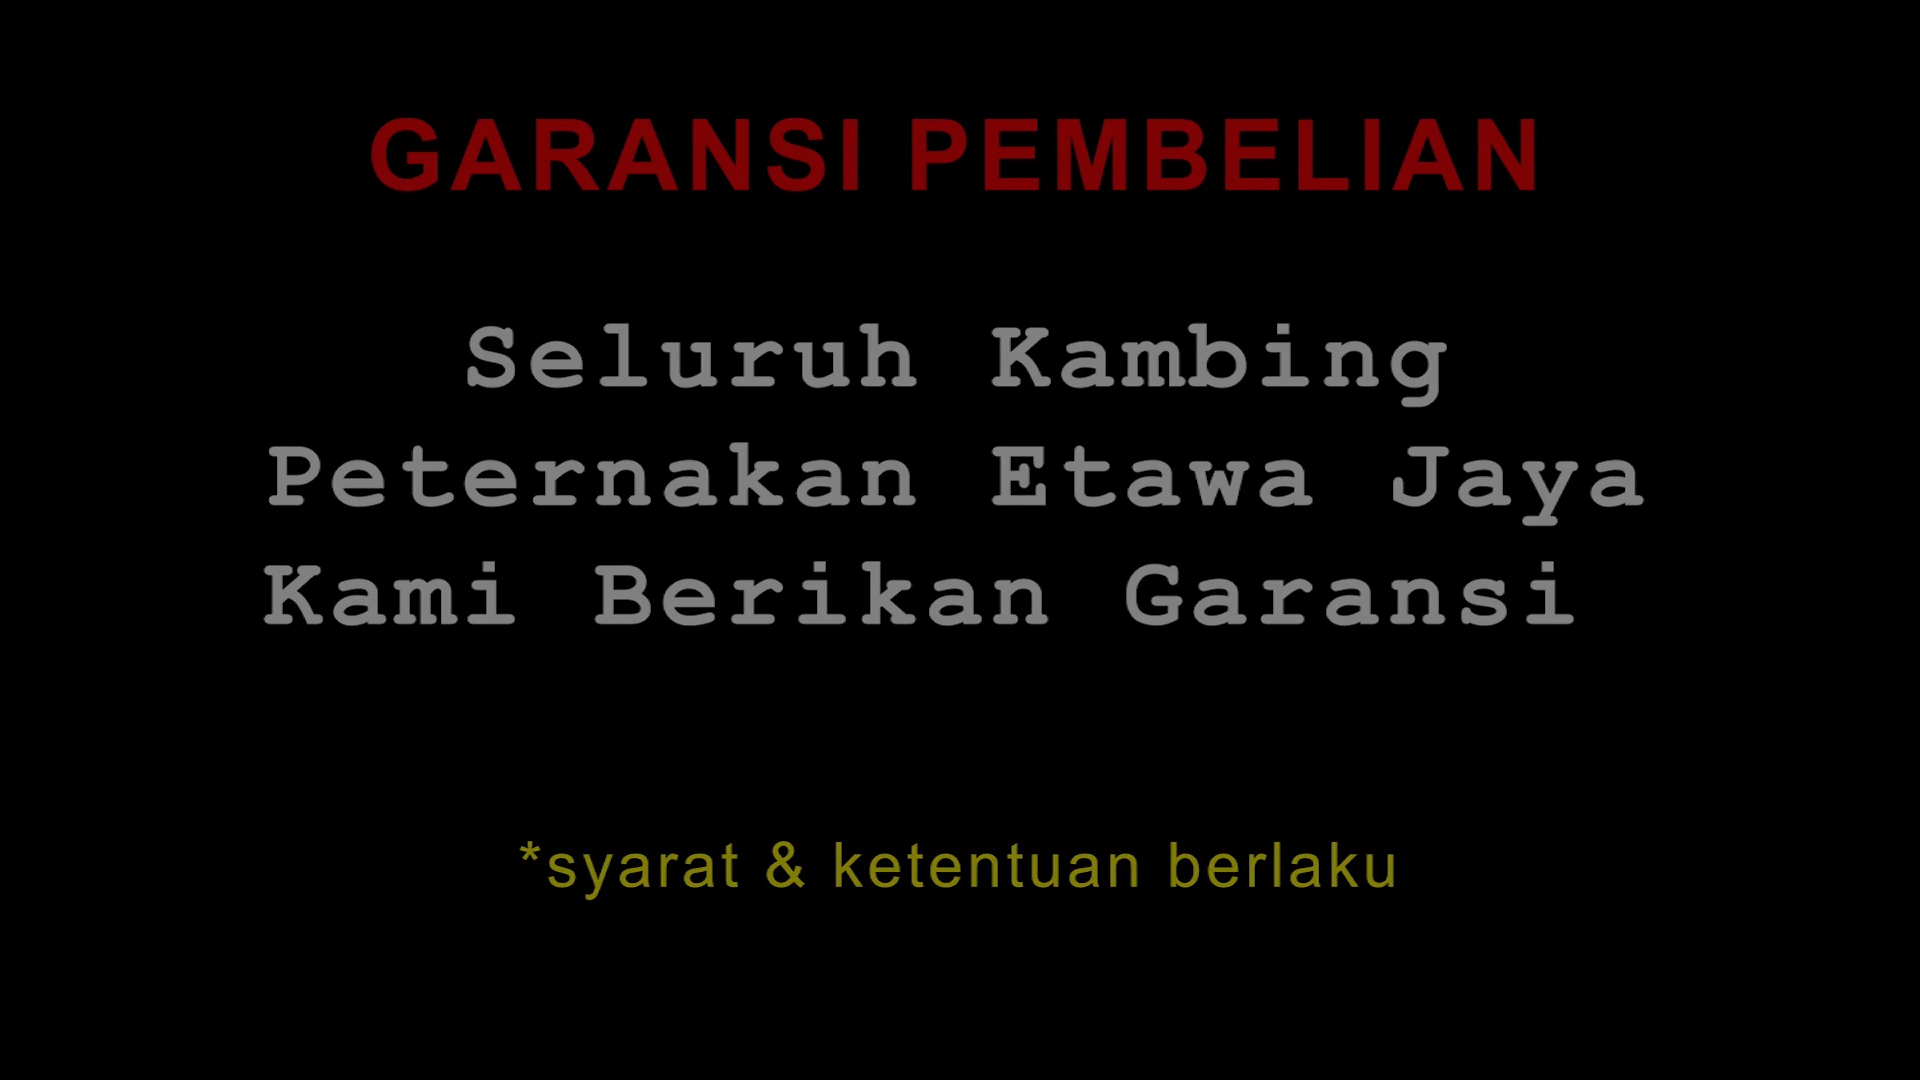 GARANSI PEMBELIAN
Seluruh Kambing
Peternakan Etawa Jaya
Kami Berikan Garansi
*syarat & ketentuan berlaku